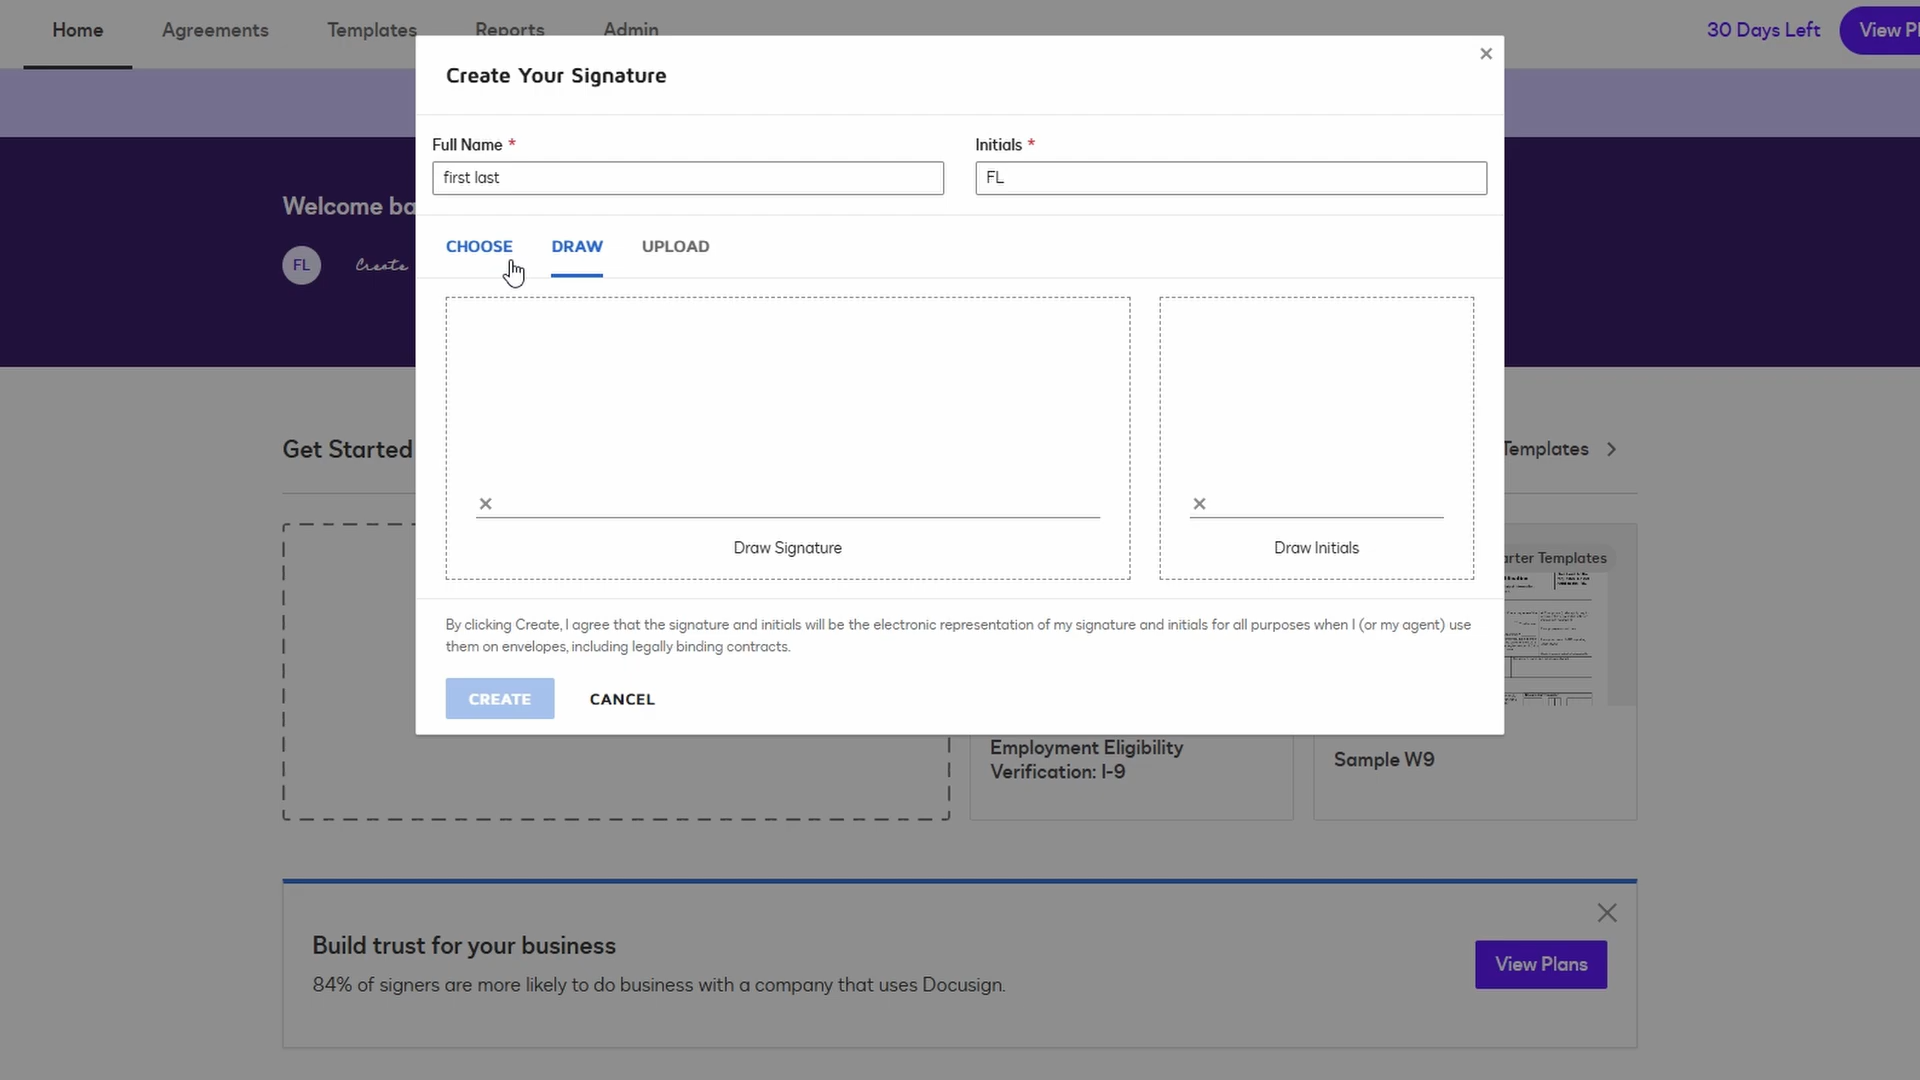 Home Agreements Templates Reports Admin 30 Days Left View Pl
Create Your Signature
Full Name * Initials *
first last FL
Welcome ba
CHOOSE DRAW UPLOAD
FL Create
Get Started Templates
Draw Signature Draw Initials
arter Templates
By clicking Create, I agree that the signature and initials will be the electronic representation of my signature and initials for all purposes when I (or my agent) use
them on envelopes, including legally binding contracts.
CREATE CANCEL
Employment Eligibility
Verification: I-9
Sample W9
Build trust for your business
84% of signers are more likely to do business with a company that uses Docusign.
View Plans